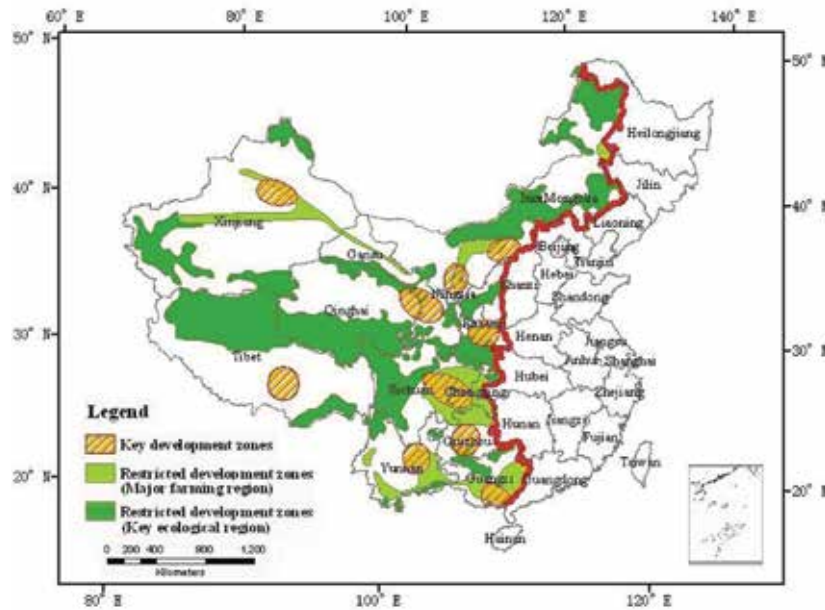 60° E 80° E 100° E 120° E 140° E
50° N
50° N
Heilongjiang
Jilin
40° N
Inn Mongolia
Liaoning
40° N
Xinjiang
Beijing
Gansu
Tianjin
Hebei
Ningxia
Shanxi
Shandong
Qinghai
30° N
Henan
Jiangsu
Tibet
Anhui
Shanghai
30° N
Hubei
Sichuan
Chongqing
Zhejiang
Legend
Hunan
Jiangxi
Key development zones
Guizhou
Fujian
Restricted development zones
(Major farming region)
Yunnan
Taiwan
20° N
Guangxi
Guangdong
20° N
Restricted development zones
(Key ecological region)
Hainan
0 200 400 800 1,200
Kilometers
80° E 100° E 120° E